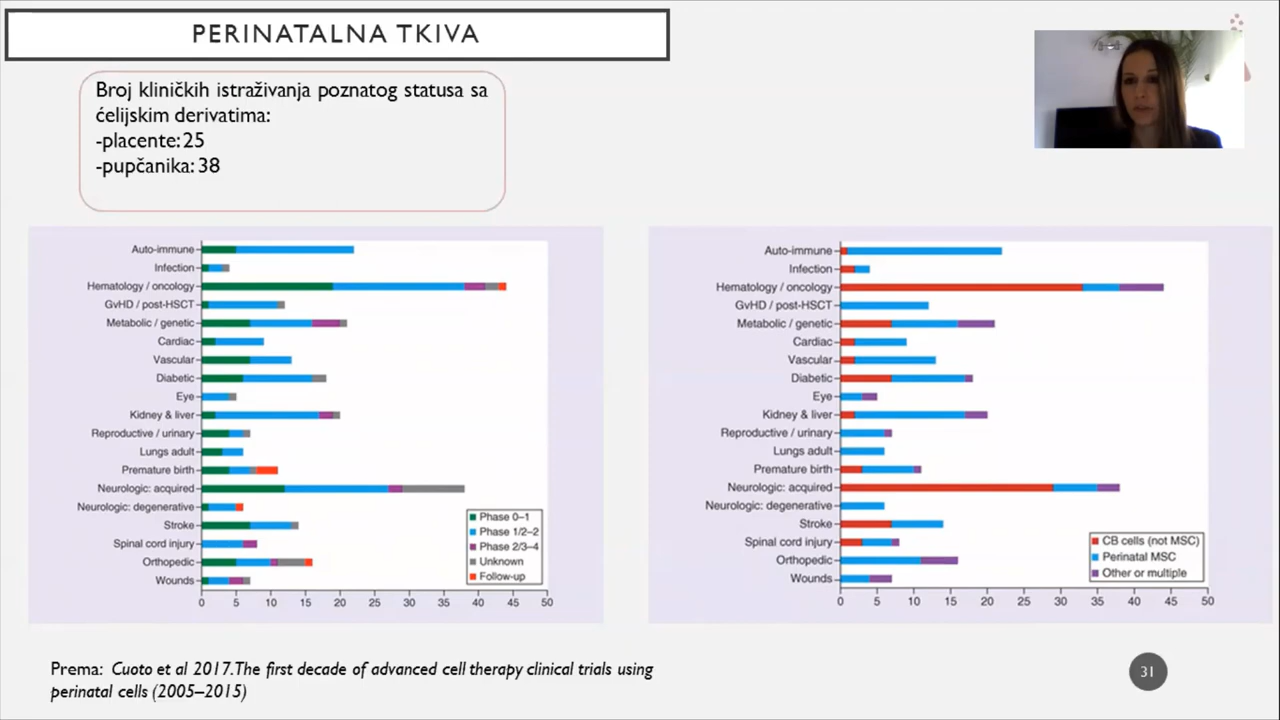 PERINATALNA TKIVA
Broj kliničkih istraživanja poznatog statusa sa
ćelijskim derivatima:
-placente: 25
-pupčanika: 38
Auto-immune
Infection
Hematology / oncology
GvHD / post-HSCT
Metabolic / genetic
Cardiac
Vascular
Diabetic
Eye
Kidney & liver
Reproductive / urinary
Lungs adult
Premature birth
Neurologic: acquired
Neurologic: degenerative
Stroke
Spinal cord injury
Orthopedic
Wounds
0 5 10 15 20 25 30 35 40 45 50
Phase 0–1
Phase 1/2–2
Phase 2/3–4
Unknown
Follow-up
Auto-immune
Infection
Hematology / oncology
GvHD / post-HSCT
Metabolic / genetic
Cardiac
Vascular
Diabetic
Eye
Kidney & liver
Reproductive / urinary
Lungs adult
Premature birth
Neurologic: acquired
Neurologic: degenerative
Stroke
Spinal cord injury
Orthopedic
Wounds
0 5 10 15 20 25 30 35 40 45 50
CB cells (not MSC)
Perinatal MSC
Other or multiple
Prema: Cuoto et al 2017.The first decade of advanced cell therapy clinical trials using
perinatal cells (2005–2015)
31